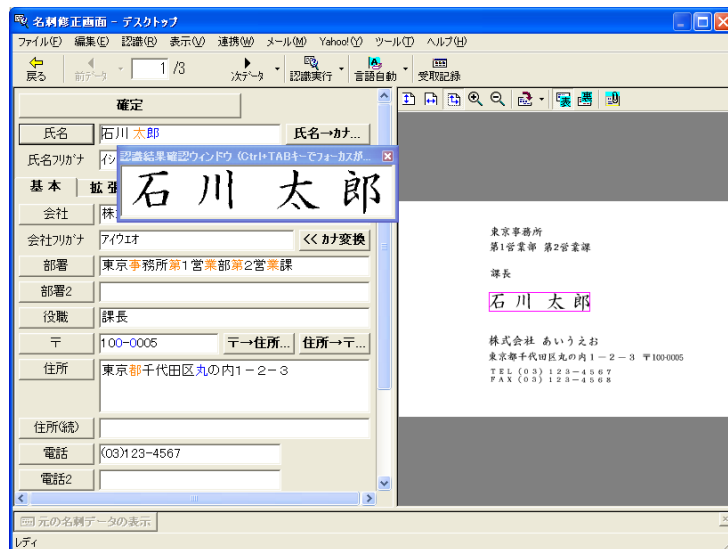 名刺修正画面 - デスクトップ
ファイル(F) 編集(E) 認識(R) 表示(V) 連携(W) メール(M) Yahoo!(Y) ツール(T) ヘルプ(H)
戻る 前データ 1 /3 次データ 認識実行 言語自動 受取記録
確定
氏名 石川 太郎 氏名→カナ...
氏名フリガナ イシ
認識結果確認ウィンドウ (Ctrl+TABキーでフォーカスが...
石川 太郎
基本 拡張
会社 株
会社フリガナ アイウエオ << カナ変換
部署 東京事務所第1営業部第2営業課
部署2
役職 課長
〒 100-0005 〒→住所... 住所→〒...
住所 東京都千代田区丸の内1-2-3
住所(続)
電話 (03)123-4567
電話2
東京事務所
第1営業部 第2営業課
課長
石川 太郎
株式会社 あいうえお
東京都千代田区丸の内1-2-3 〒100-0005
TEL (03) 123-4567
FAX (03) 123-4568
元の名刺データの表示
レディ